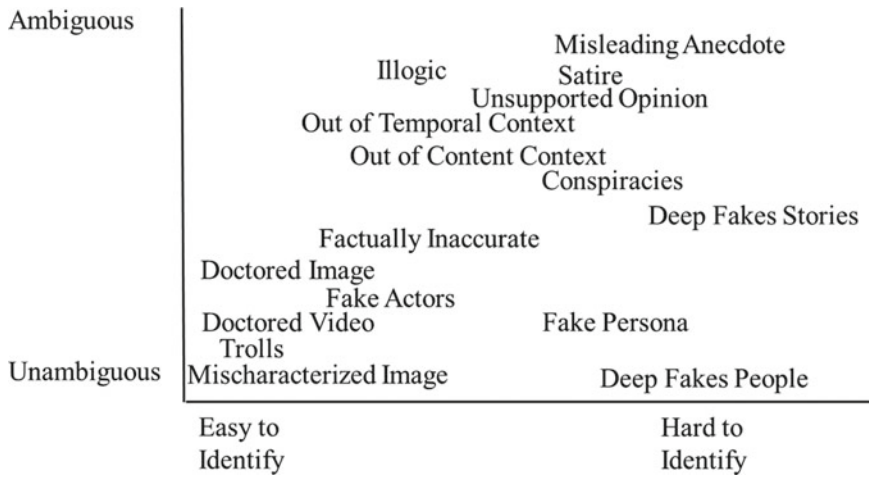 Ambiguous
Misleading Anecdote
Illogic
Satire
Unsupported Opinion
Out of Temporal Context
Out of Content Context
Conspiracies
Deep Fakes Stories
Factually Inaccurate
Doctored Image
Fake Actors
Doctored Video
Fake Persona
Trolls
Unambiguous
Mischaracterized Image
Deep Fakes People
Easy to
Identify
Hard to
Identify